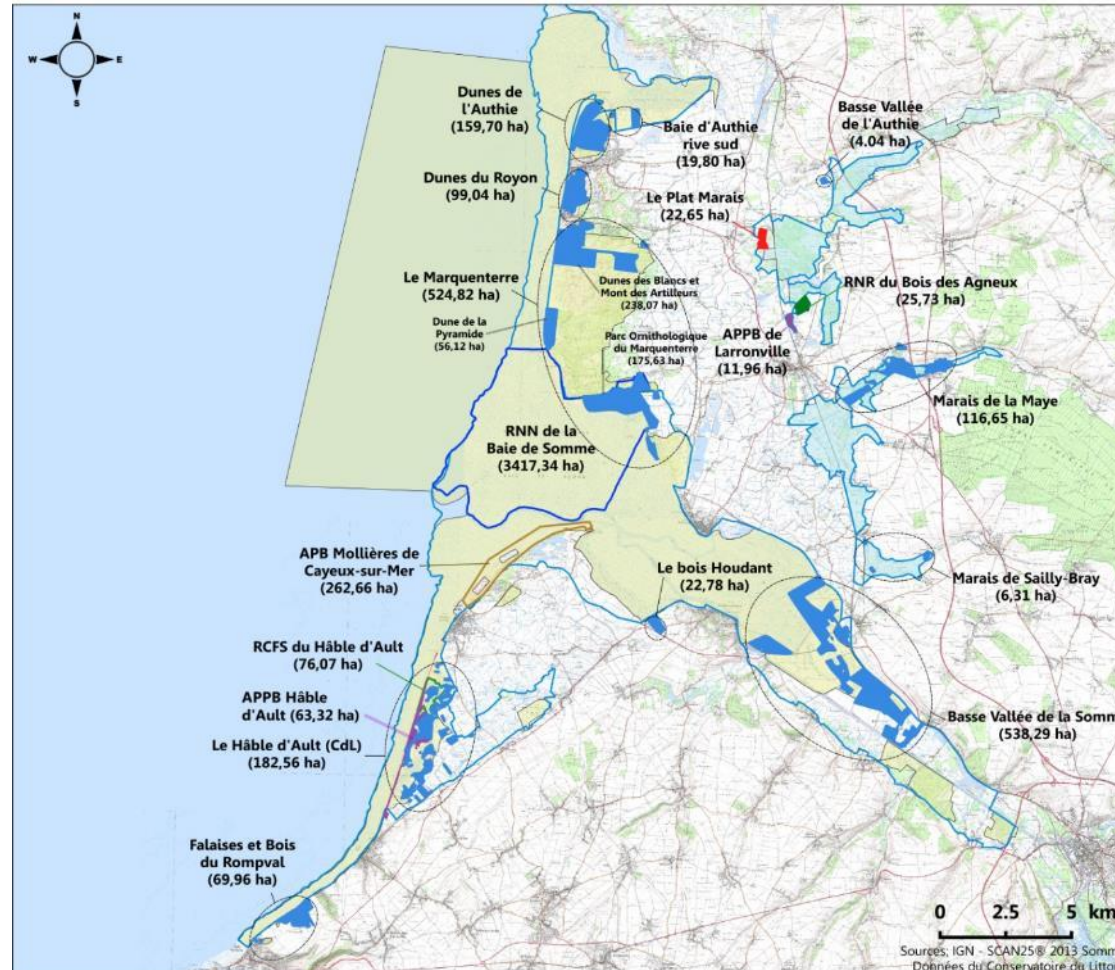 N
W
E
S
Dunes de
l'Authie
(159,70 ha)
Baie d'Authie
rive sud
(19,80 ha)
Basse Vallée
de l'Authie
(4.04 ha)
Dunes du Royon
(99,04 ha)
Le Plat Marais
(22,65 ha)
Le Marquenterre
(524,82 ha)
Dunes des Blancs et
Mont des Artilleurs
(238,07 ha)
RNR du Bois des Agneux
(25,73 ha)
Dune de la
Pyramide
(56,12 ha)
Parc Ornithologique
du Marquenterre
(175,63 ha)
APPB de
Larronville
(11,96 ha)
Marais de la Maye
(116,65 ha)
RNN de la
Baie de Somme
(3417,34 ha)
APB Mollières de
Cayeux-sur-Mer
(262,66 ha)
Le bois Houdant
(22,78 ha)
Marais de Sailly-Bray
(6,31 ha)
RCFS du Hâble d'Ault
(76,07 ha)
APPB Hâble
d'Ault (63,32 ha)
Le Hâble d'Ault (CdL)
(182,56 ha)
Basse Vallée de la Somm
(538,29 ha)
Falaises et Bois
du Rompval
(69,96 ha)
0 2.5 5 km
Sources: IGN - SCAN25® 2013 Somm
Données du Conservatoire du Litto